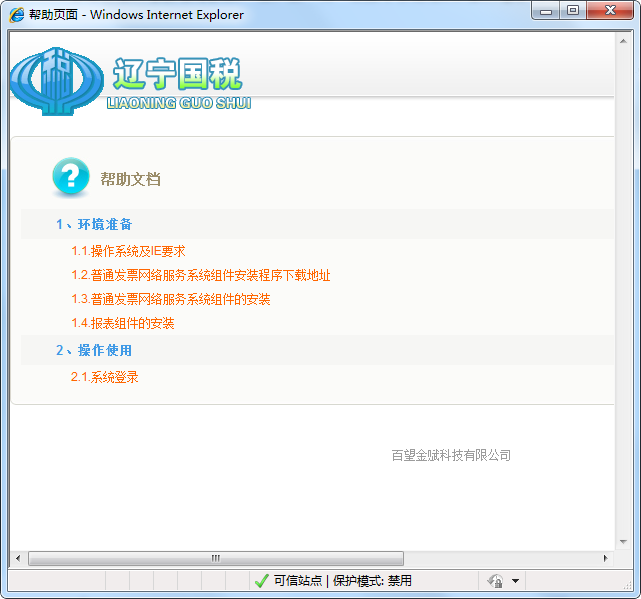 帮助页面 - Windows Internet Explorer
税
辽宁国税
LIAONING GUO SHUI
?
帮助文档
1、环境准备
1.1.操作系统及IE要求
1.2.普通发票网络服务系统组件安装程序下载地址
1.3.普通发票网络服务系统组件的安装
1.4.报表组件的安装
2、操作使用
2.1.系统登录
百望金赋科技有限公司
可信站点 | 保护模式: 禁用